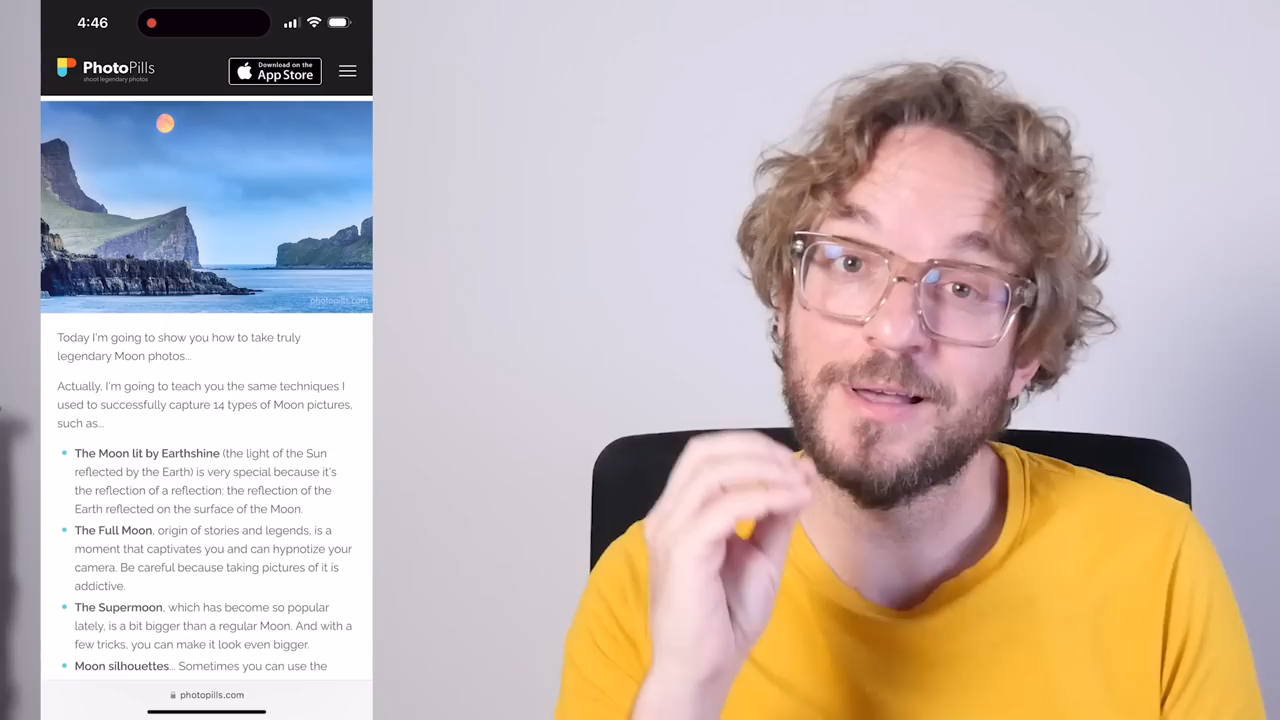 4:46
PhotoPills
shoot legendary photos
Download on the
App Store
photopills.com
Today I'm going to show you how to take truly
legendary Moon photos...
Actually, I'm going to teach you the same techniques I
used to successfully capture 14 types of Moon pictures,
such as...
The Moon lit by Earthshine (the light of the Sun
reflected by the Earth) is very special because it's
the reflection of a reflection: the reflection of the
Earth reflected on the surface of the Moon.
The Full Moon, origin of stories and legends, is a
moment that captivates you and can hypnotize your
camera. Be careful because taking pictures of it is
addictive.
The Supermoon, which has become so popular
lately, is a bit bigger than a regular Moon. And with a
few tricks, you can make it look even bigger.
Moon silhouettes... Sometimes you can use the
photopills.com